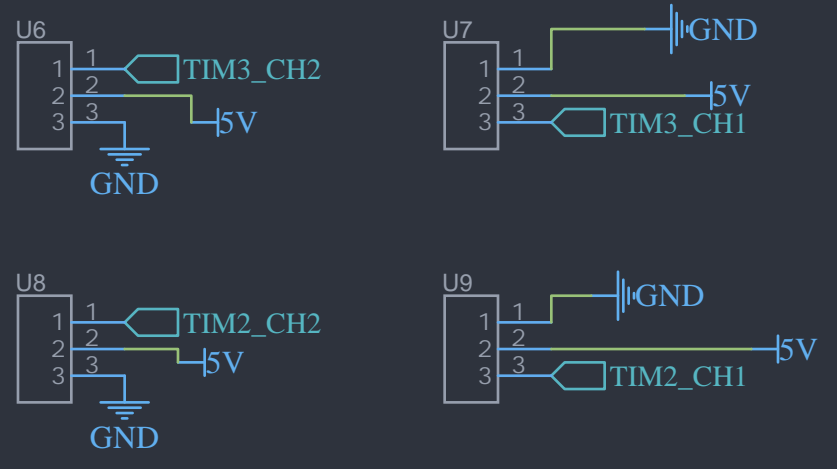 U6
1 1 TIM3_CH2
2 2 5V
3 3
GND
U7
GND
1 1
2 2 5V
3 3 TIM3_CH1
U8
1 1 TIM2_CH2
2 2 5V
3 3
GND
U9
GND
1 1
2 2 5V
3 3 TIM2_CH1